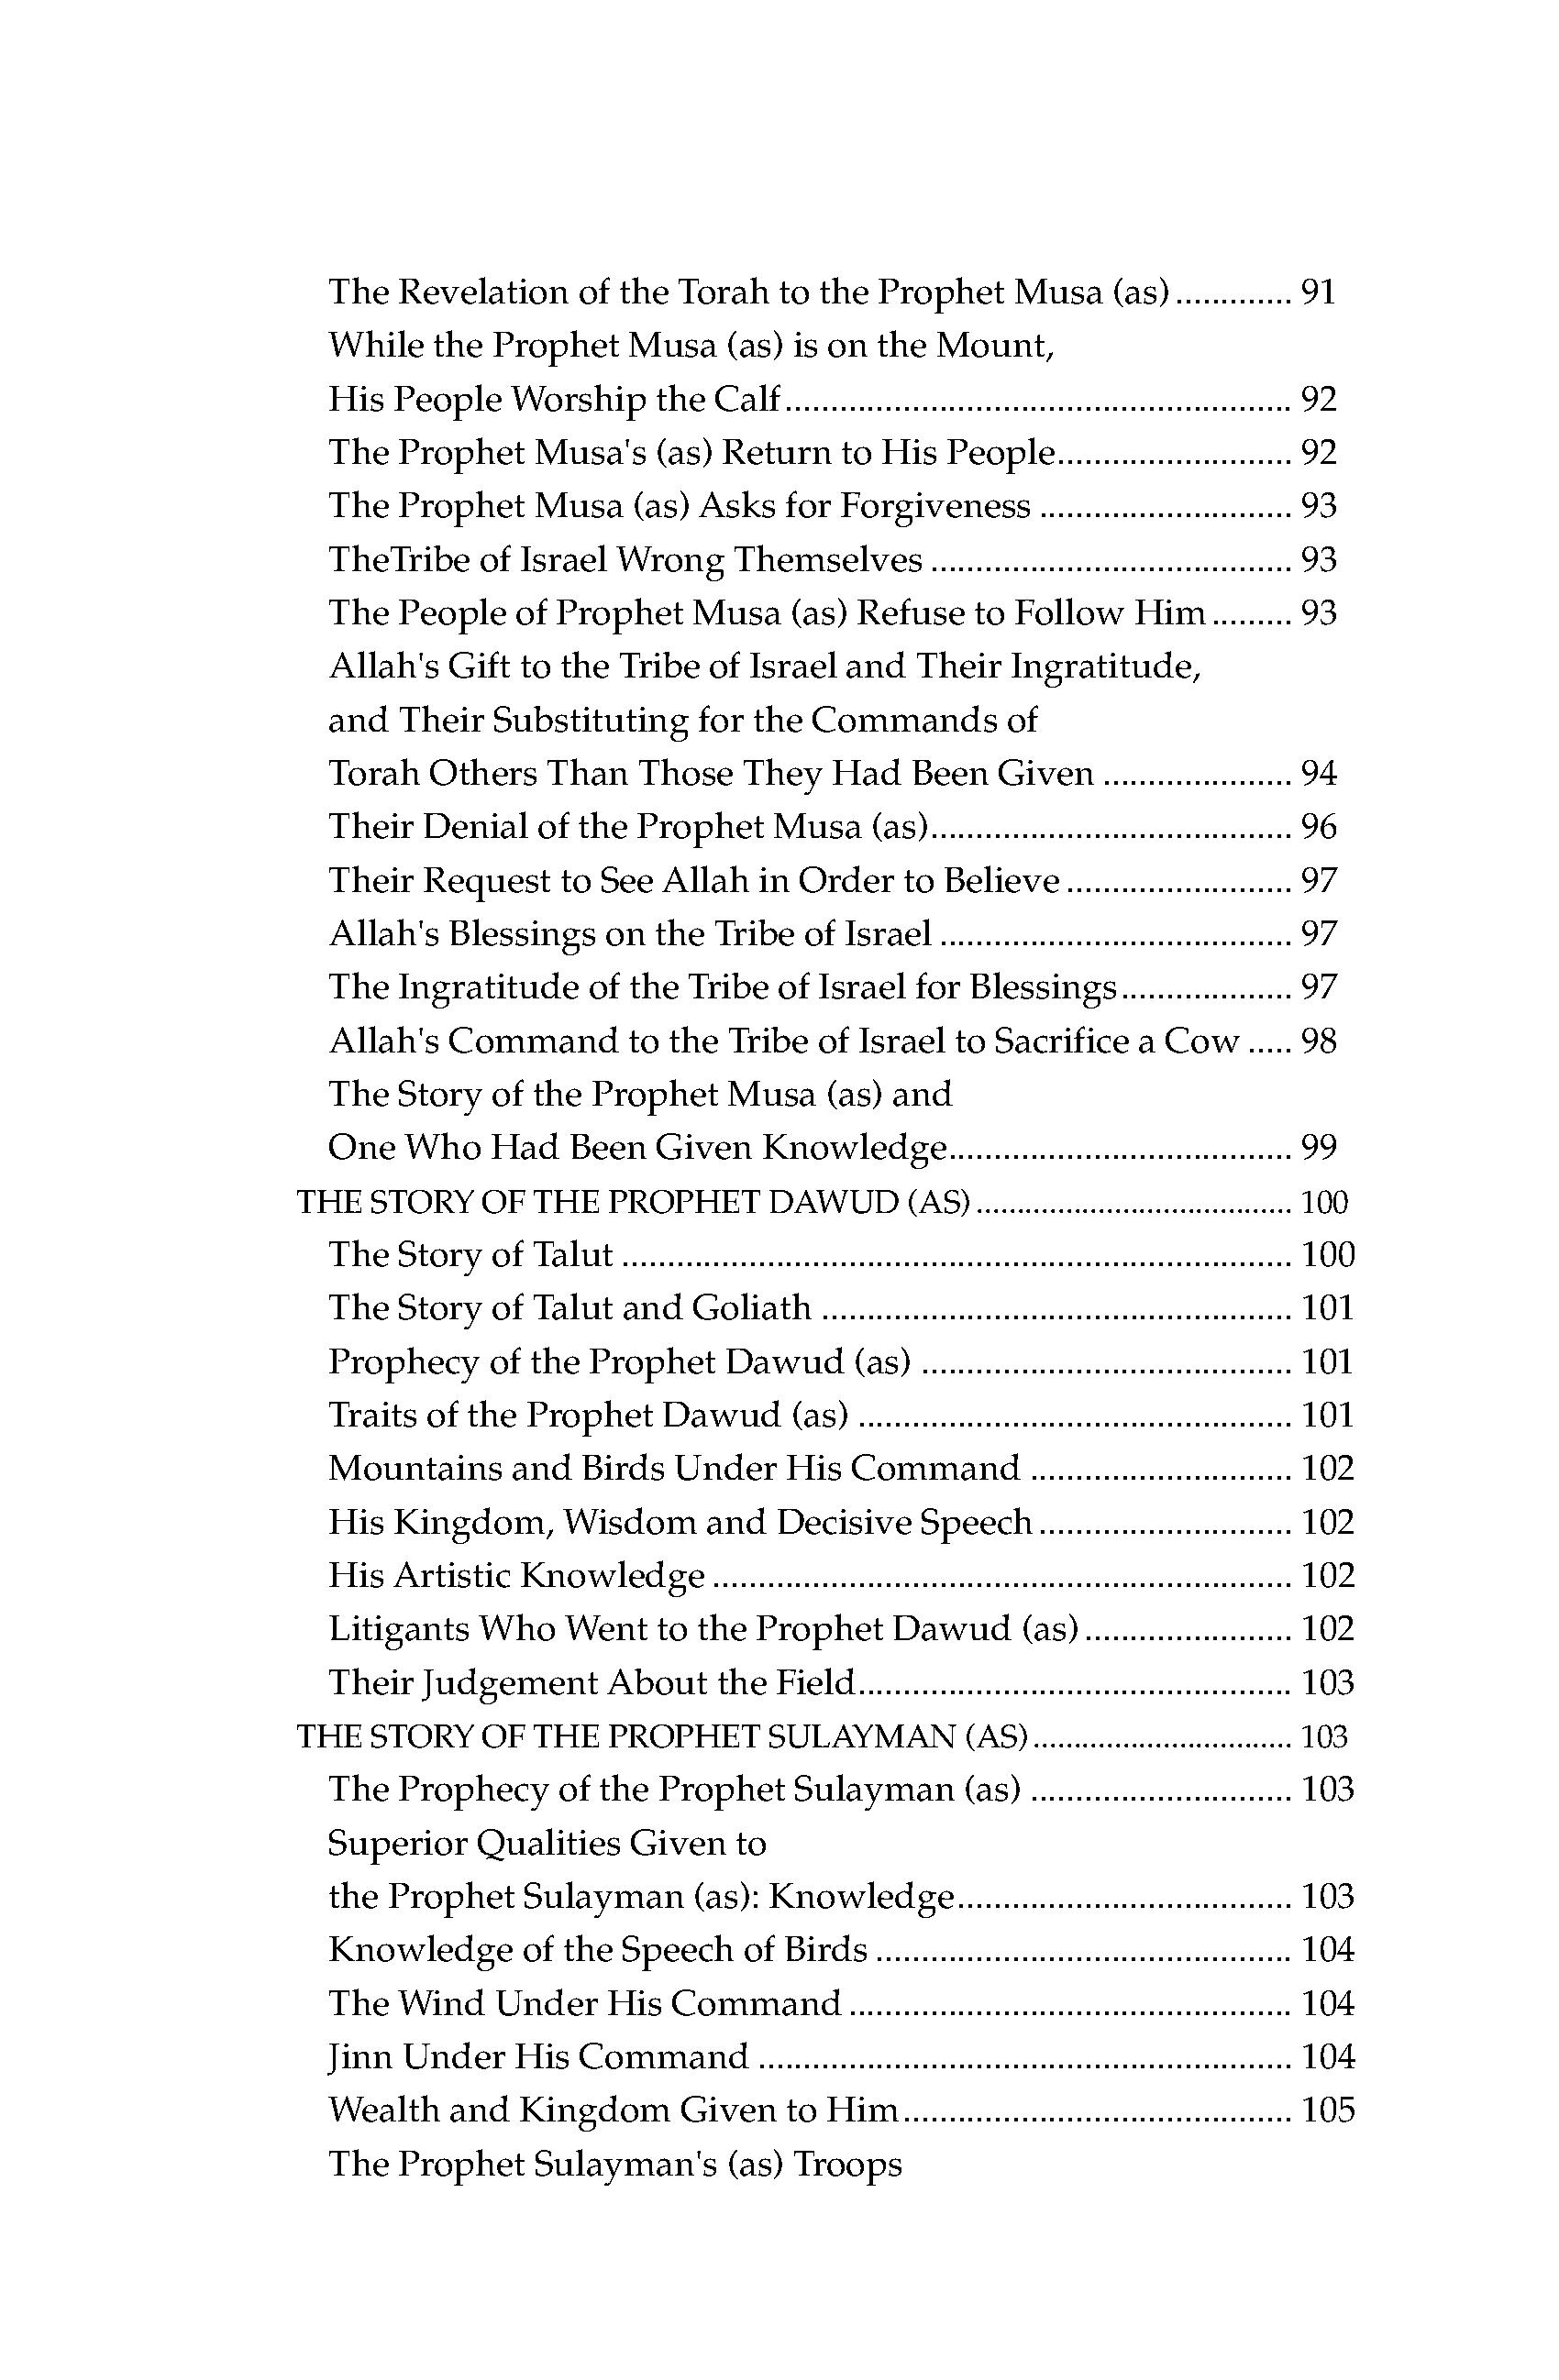 The Revelation of the Torah to the Prophet Musa (as)............. 91
While the Prophet Musa (as) is on the Mount,
His People Worship the Calf........................................................ 92
The Prophet Musa's (as) Return to His People.......................... 92
The Prophet Musa (as) Asks for Forgiveness ............................ 93
TheTribe of Israel Wrong Themselves ........................................ 93
The People of Prophet Musa (as) Refuse to Follow Him......... 93
Allah's Gift to the Tribe of Israel and Their Ingratitude,
and Their Substituting for the Commands of
Torah Others Than Those They Had Been Given ..................... 94
Their Denial of the Prophet Musa (as)........................................ 96
Their Request to See Allah in Order to Believe......................... 97
Allah's Blessings on the Tribe of Israel ....................................... 97
The Ingratitude of the Tribe of Israel for Blessings................... 97
Allah's Command to the Tribe of Israel to Sacrifice a Cow ..... 98
The Story of the Prophet Musa (as) and
One Who Had Been Given Knowledge...................................... 99
THE STORY OF THE PROPHET DAWUD (AS)...................................... 100
The Story of Talut .......................................................................... 100
The Story of Talut and Goliath .................................................... 101
Prophecy of the Prophet Dawud (as) ......................................... 101
Traits of the Prophet Dawud (as) ................................................ 101
Mountains and Birds Under His Command ............................. 102
His Kingdom, Wisdom and Decisive Speech............................ 102
His Artistic Knowledge................................................................ 102
Litigants Who Went to the Prophet Dawud (as)....................... 102
Their Judgement About the Field................................................ 103
THE STORY OF THE PROPHET SULAYMAN (AS)................................ 103
The Prophecy of the Prophet Sulayman (as) ............................. 103
Superior Qualities Given to
the Prophet Sulayman (as): Knowledge..................................... 103
Knowledge of the Speech of Birds .............................................. 104
The Wind Under His Command................................................. 104
Jinn Under His Command ........................................................... 104
Wealth and Kingdom Given to Him........................................... 105
The Prophet Sulayman's (as) Troops